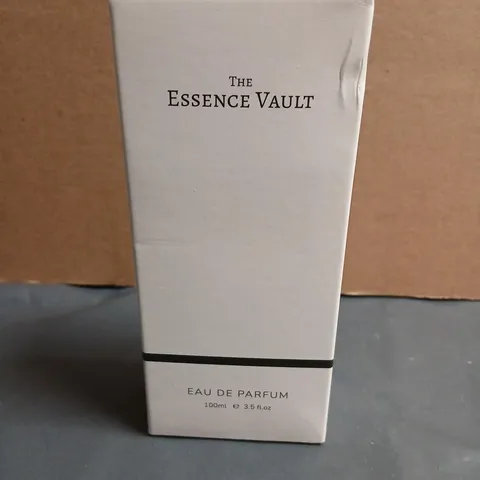 The
Essence Vault
EAU DE PARFUM
100ml ℮ 3.5 fl.oz